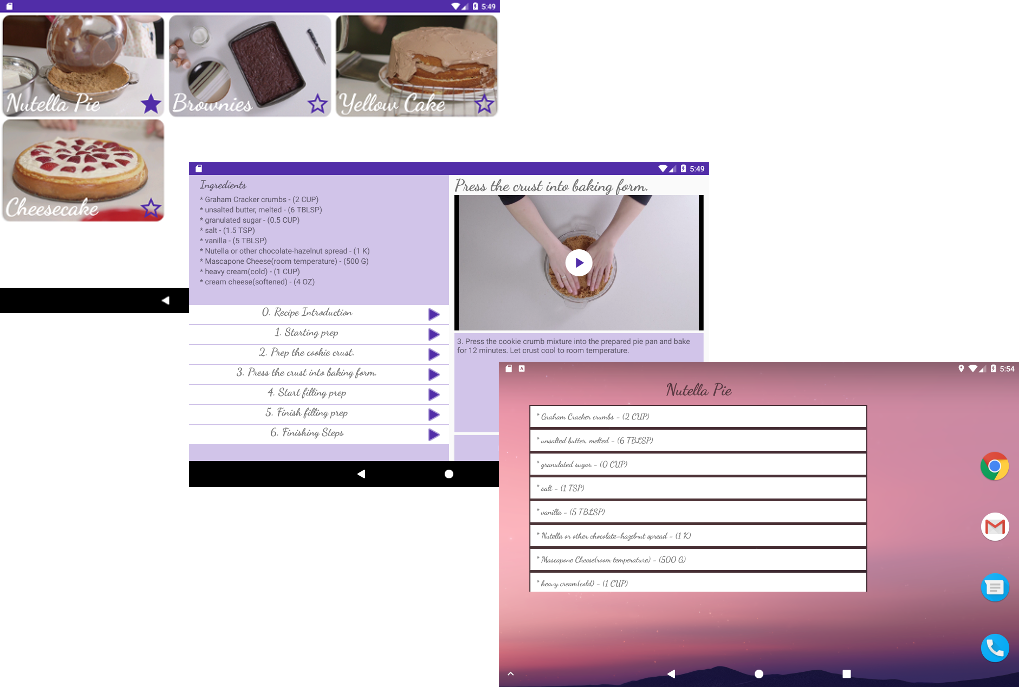 5:49
Nutella Pie
Brownies
Yellow Cake
Cheesecake
5:49
Ingredients
* Graham Cracker crumbs - (2 CUP)
* unsalted butter, melted - (6 TBLSP)
* granulated sugar - (0.5 CUP)
* salt - (1.5 TSP)
* vanilla - (5 TBLSP)
* Nutella or other chocolate-hazelnut spread - (1 K)
* Mascapone Cheese(room temperature) - (500 G)
* heavy cream(cold) - (1 CUP)
* cream cheese(softened) - (4 OZ)
0. Recipe Introduction
1. Starting prep
2. Prep the cookie crust.
3. Press the crust into baking form.
4. Start filling prep
5. Finish filling prep
6. Finishing Steps
Press the crust into baking form.
3. Press the cookie crumb mixture into the prepared pie pan and bake
for 12 minutes. Let crust cool to room temperature.
5:54
Nutella Pie
* Graham Cracker crumbs - (2 CUP)
* unsalted butter, melted - (6 TBLSP)
* granulated sugar - (0 CUP)
* salt - (1 TSP)
* vanilla - (5 TBLSP)
* Nutella or other chocolate-hazelnut spread - (1 K)
* Mascapone Cheese(room temperature) - (500 G)
* heavy cream(cold) - (1 CUP)